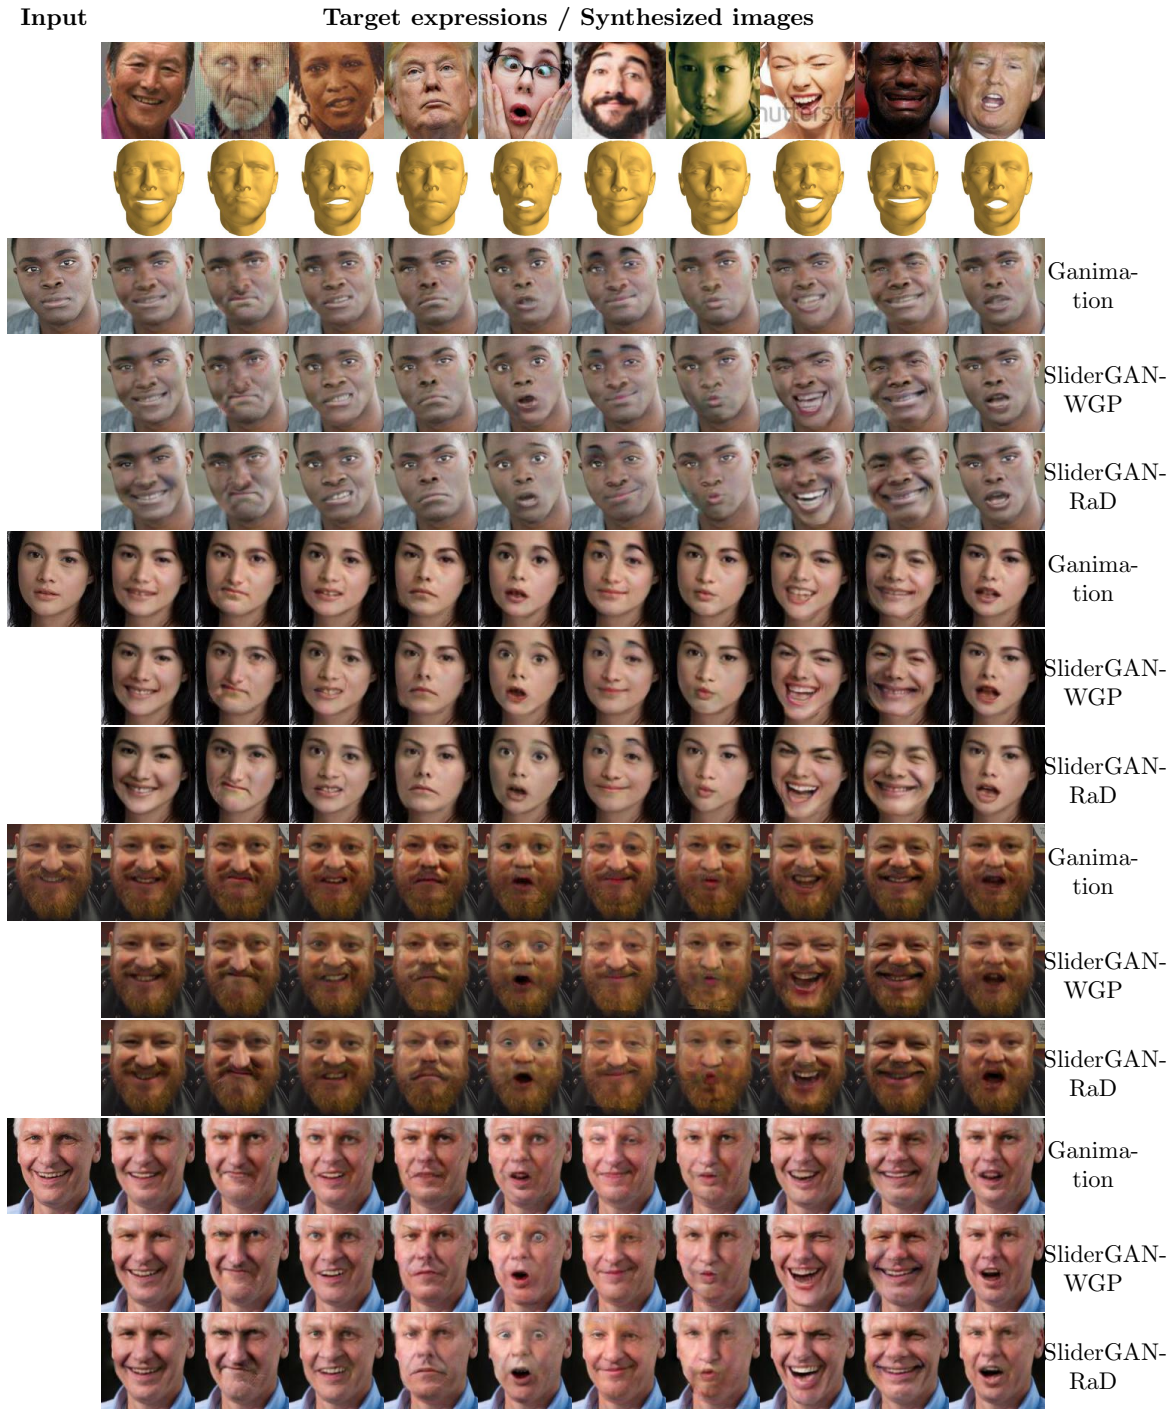 Input Target expressions / Synthesized images
nutterst
Ganima-
tion
SliderGAN-
WGP
SliderGAN-
RaD
Ganima-
tion
SliderGAN-
WGP
SliderGAN-
RaD
Ganima-
tion
SliderGAN-
WGP
SliderGAN-
RaD
Ganima-
tion
SliderGAN-
WGP
SliderGAN-
RaD